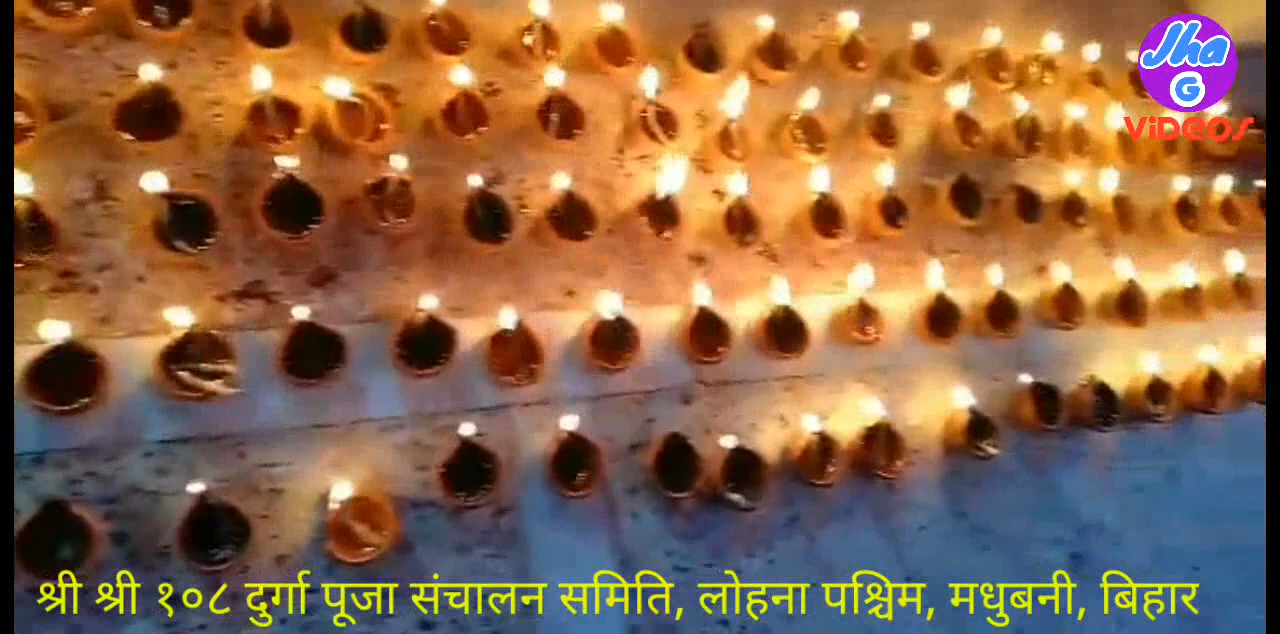 Jha
G
ViDEOS
श्री श्री १०८ दुर्गा पूजा संचालन समिति, लोहना पश्चिम, मधुबनी, बिहार